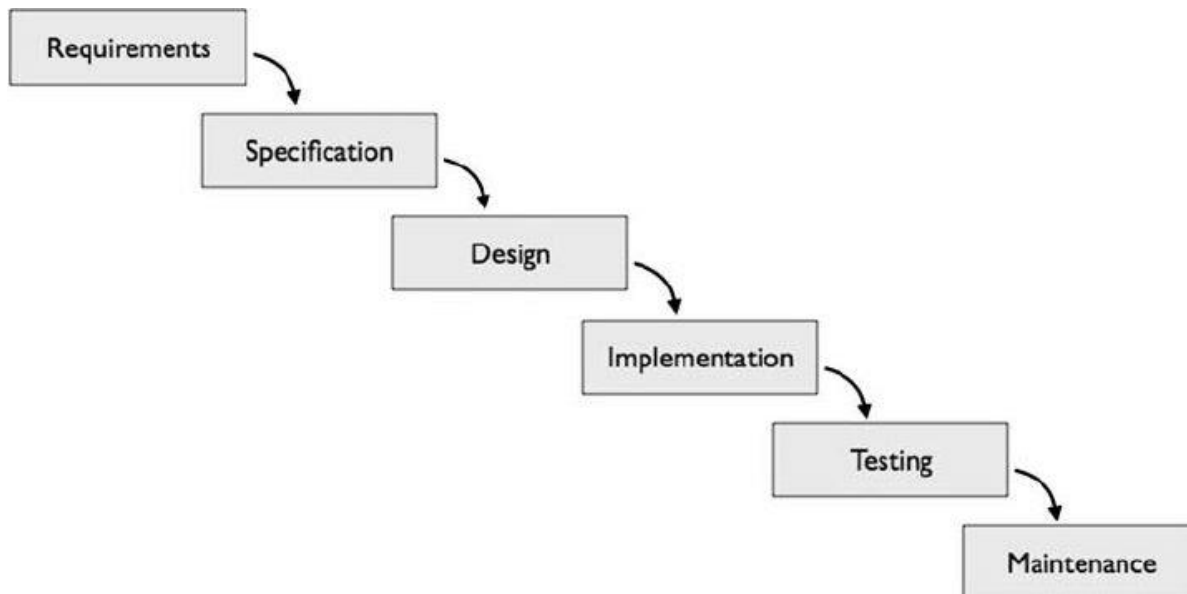 Requirements
Specification
Design
Implementation
Testing
Maintenance